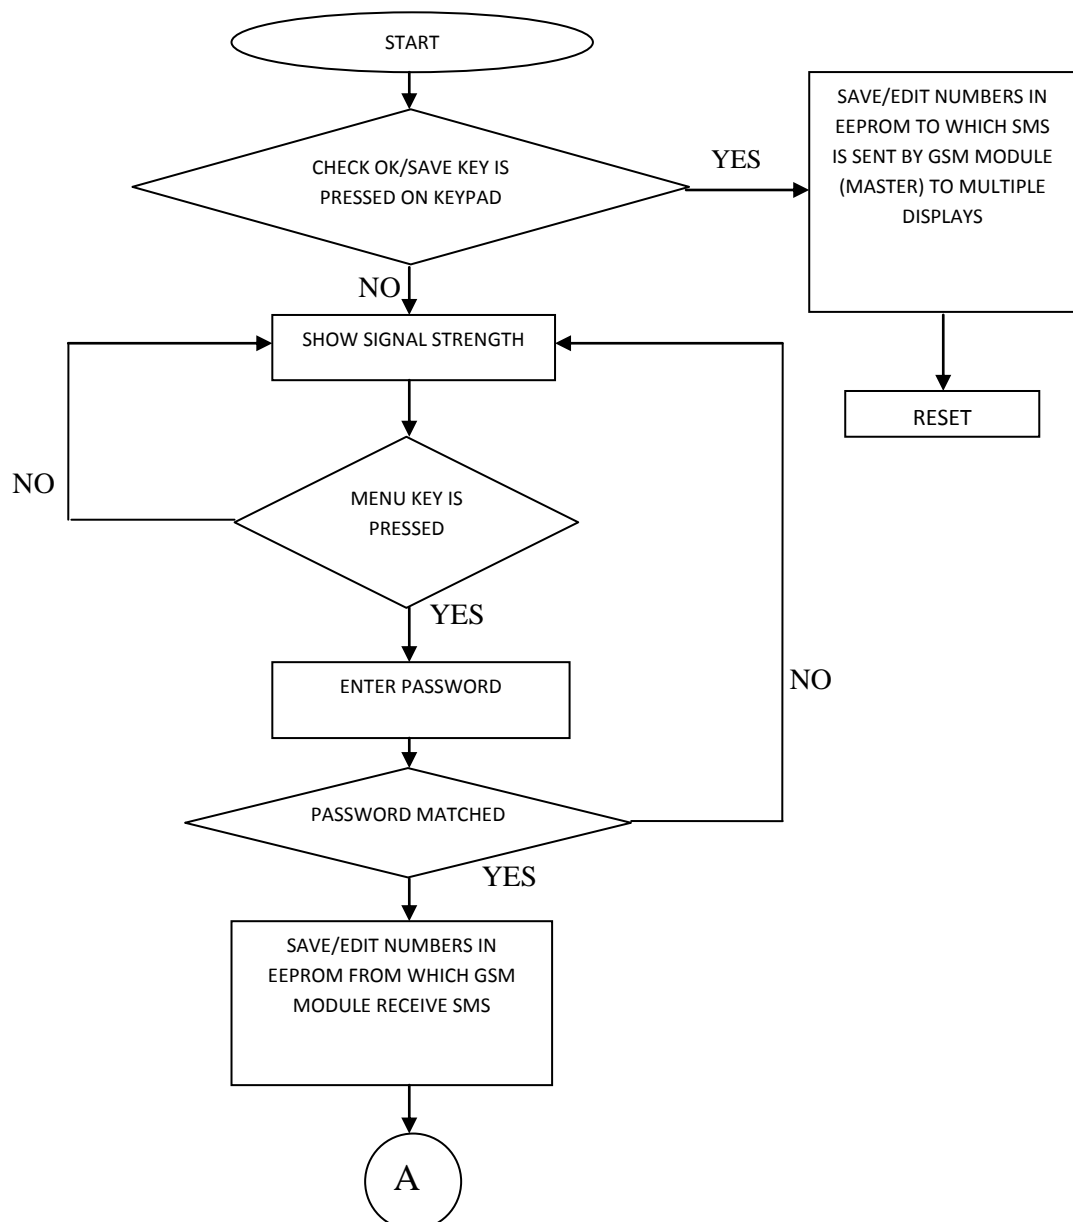 START
CHECK OK/SAVE KEY IS
PRESSED ON KEYPAD
YES
SAVE/EDIT NUMBERS IN
EEPROM TO WHICH SMS
IS SENT BY GSM MODULE
(MASTER) TO MULTIPLE
DISPLAYS
RESET
NO
SHOW SIGNAL STRENGTH
NO
MENU KEY IS
PRESSED
YES
ENTER PASSWORD
NO
PASSWORD MATCHED
YES
SAVE/EDIT NUMBERS IN
EEPROM FROM WHICH GSM
MODULE RECEIVE SMS
A